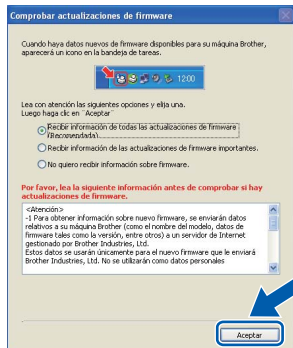 Comprobar actualizaciones de firmware
Cuando haya datos nuevos de firmware disponibles para su máquina Brother,
aparecerá un icono en la bandeja de tareas.
12:00
Lea con atención las siguientes opciones y elija una.
Luego haga clic en "Aceptar"
Recibir información de todas las actualizaciones de firmware
(Recomendada)
Recibir información de las actualizaciones de firmware importantes.
No quiero recibir información sobre firmware.
Por favor, lea la siguiente información antes de comprobar si hay
actualizaciones de firmware.
<Atención>
-1 Para obtener información sobre nuevo firmware, se enviarán datos
relativos a su máquina Brother (como el nombre del modelo, datos de
firmware tales como la versión, entre otros) a un servidor de Internet
gestionado por Brother Industries, Ltd.
Estos datos se usarán únicamente para el nuevo firmware que le enviará
Brother Industries, Ltd. No se utilizarán como datos personales
Aceptar